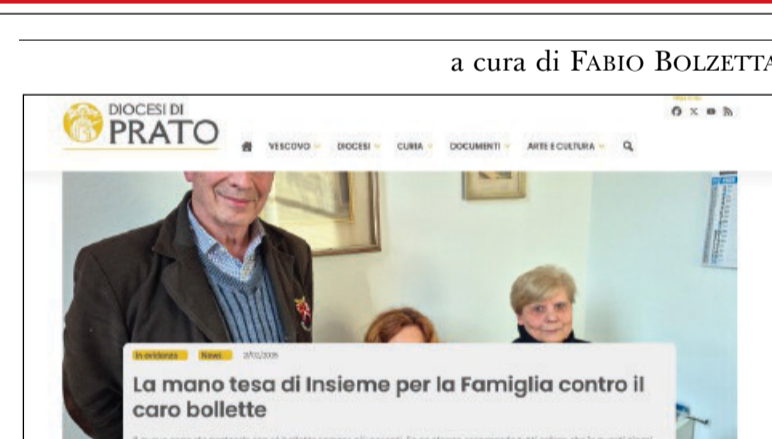 a cura di FABIO BOLZETTA
DIOCESI DI
PRATO
VESCOVO DIOCESI CURIA DOCUMENTI ARTE E CULTURA
In evidenza News
La mano tesa di Insieme per la Famiglia contro il
caro bollette